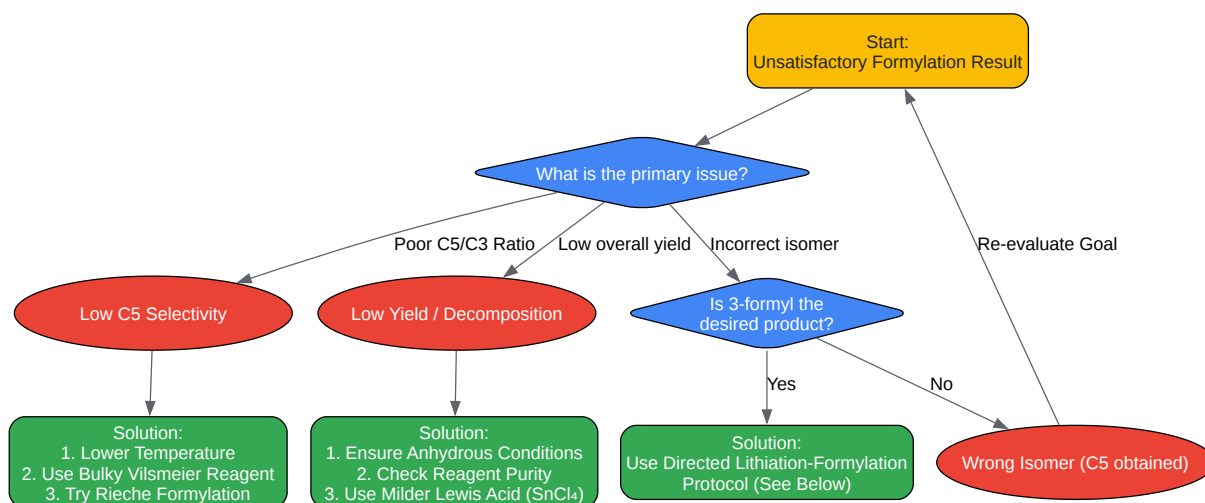 Start:
Unsatisfactory Formylation Result
What is the primary issue?
Poor C5/C3 Ratio
Low overall yield
Incorrect isomer
Re-evaluate Goal
Low C5 Selectivity
Low Yield / Decomposition
Is 3-formyl the
desired product?
Yes
No
Solution:
1. Lower Temperature
2. Use Bulky Vilsmeier Reagent
3. Try Rieche Formylation
Solution:
1. Ensure Anhydrous Conditions
2. Check Reagent Purity
3. Use Milder Lewis Acid (SnCl₄)
Solution:
Use Directed Lithiation-Formylation
Protocol (See Below)
Wrong Isomer (C5 obtained)